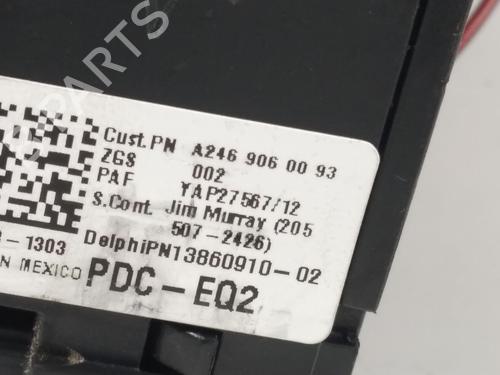 Cust.PN A246 906 00 93
ZGS 002
PAF YAP27567/12
S.Cont. Jim Murray (205
507-2426)
-1303 DelphiPN13860910-02
N MEXICO PDC-EQ2
B-PARTS